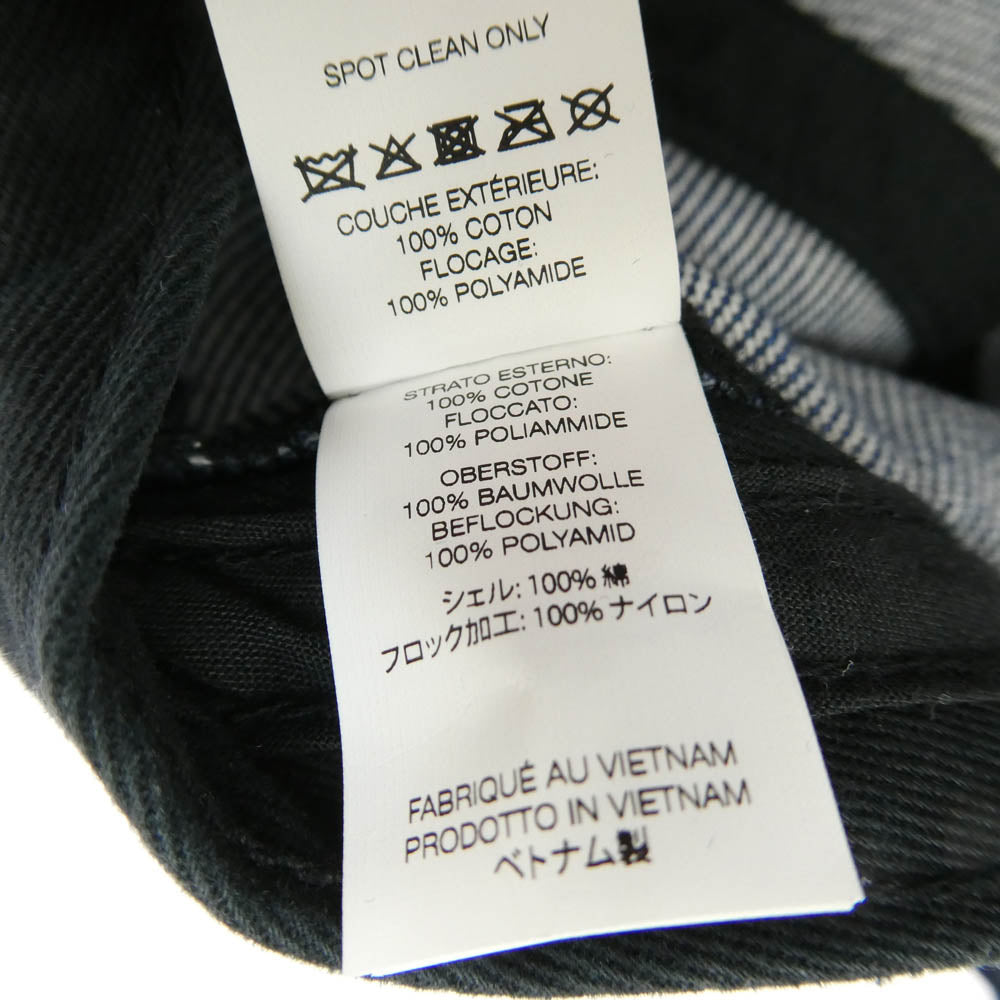 SPOT CLEAN ONLY
COUCHE EXTÉRIEURE:
100% COTON
FLOCAGE:
100% POLYAMIDE
STRATO ESTERNO:
100% COTONE
FLOCCATO:
100% POLIAMMIDE
OBERSTOFF:
100% BAUMWOLLE
BEFLOCKUNG:
100% POLYAMID
シェル: 100% 綿
フロック加工: 100% ナイロン
FABRIQUÉ AU VIETNAM
PRODOTTO IN VIETNAM
ベトナム製